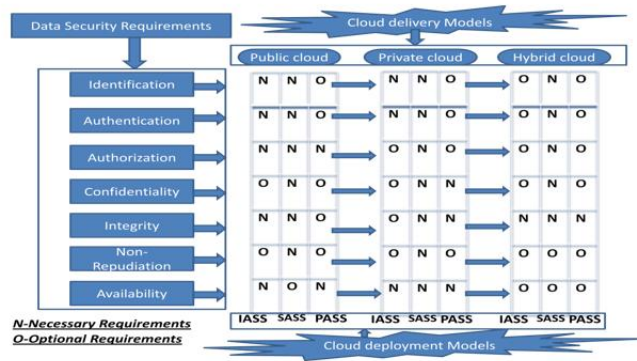 Data Security Requirements
Cloud delivery Models
Public cloud Private cloud Hybrid cloud
Identification N N O N N O O N O
Authentication N N O N N O O N O
Authorization N N N O N N O N O
Confidentiality O N O O N O O N O
Integrity N N O O N N N N N
Non-
Repudiation O N O O N O O O O
Availability N O N N N N O O O
IASS SASS PASS IASS SASS PASS IASS SASS PASS
N-Necessary Requirements
O-Optional Requirements
Cloud deployment Models